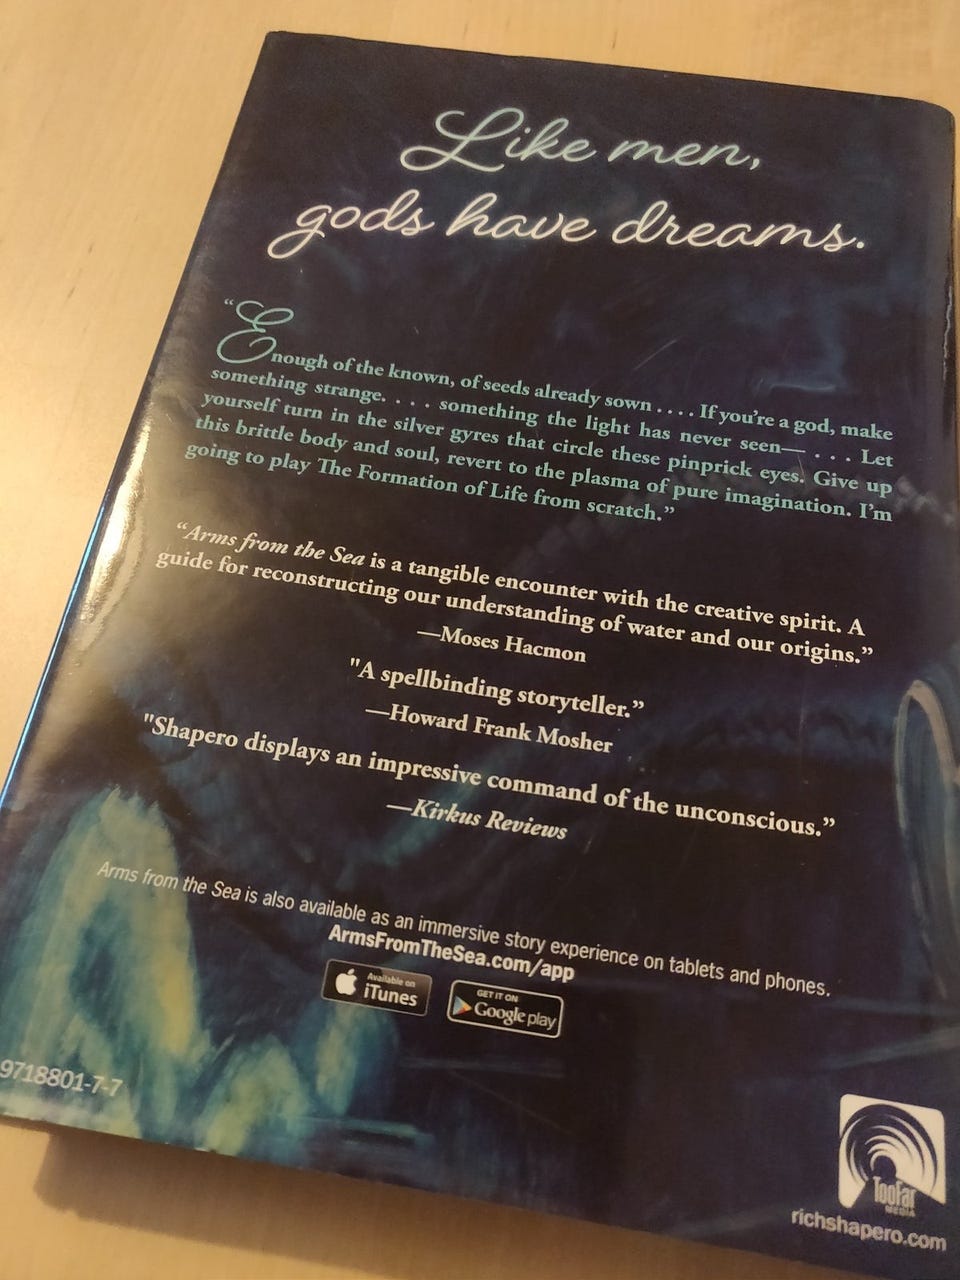 Like men,
gods have dreams.
“Enough of the known, of seeds already sown . . . . If you’re a god, make
something strange. . . . something the light has never seen— . . . Let
yourself turn in the silver gyres that circle these pinprick eyes. Give up
this brittle body and soul, revert to the plasma of pure imagination. I’m
going to play The Formation of Life from scratch.”
“Arms from the Sea is a tangible encounter with the creative spirit. A
guide for reconstructing our understanding of water and our origins.”
—Moses Hacmon
"A spellbinding storyteller.”
—Howard Frank Mosher
"Shapero displays an impressive command of the unconscious.”
—Kirkus Reviews
Arms from the Sea is also available as an immersive story experience on tablets and phones.
ArmsFromTheSea.com/app
Available on
iTunes
GET IT ON
Google play
9718801-7-7
TooFar
MEDIA
richshapero.com